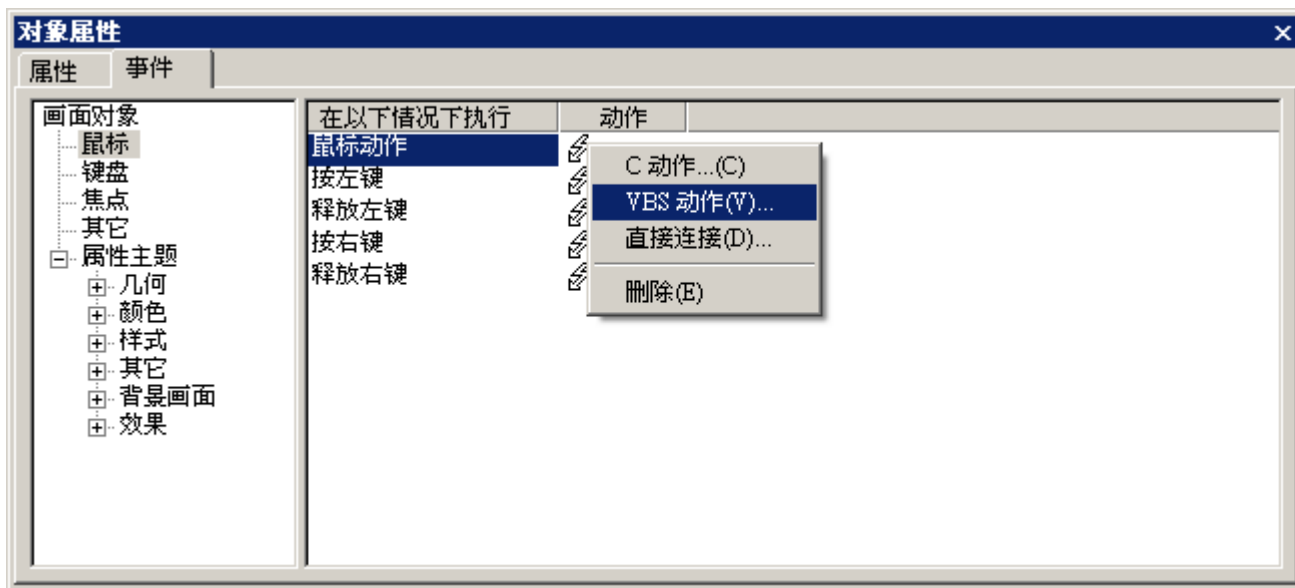 对象属性
属性 事件
画面对象
鼠标
键盘
焦点
其它
属性主题
几何
颜色
样式
其它
背景画面
效果
在以下情况下执行 动作
鼠标动作
按左键
释放左键
按右键
释放右键
C 动作...(C)
VBS 动作(V)...
直接连接(D)...
删除(E)